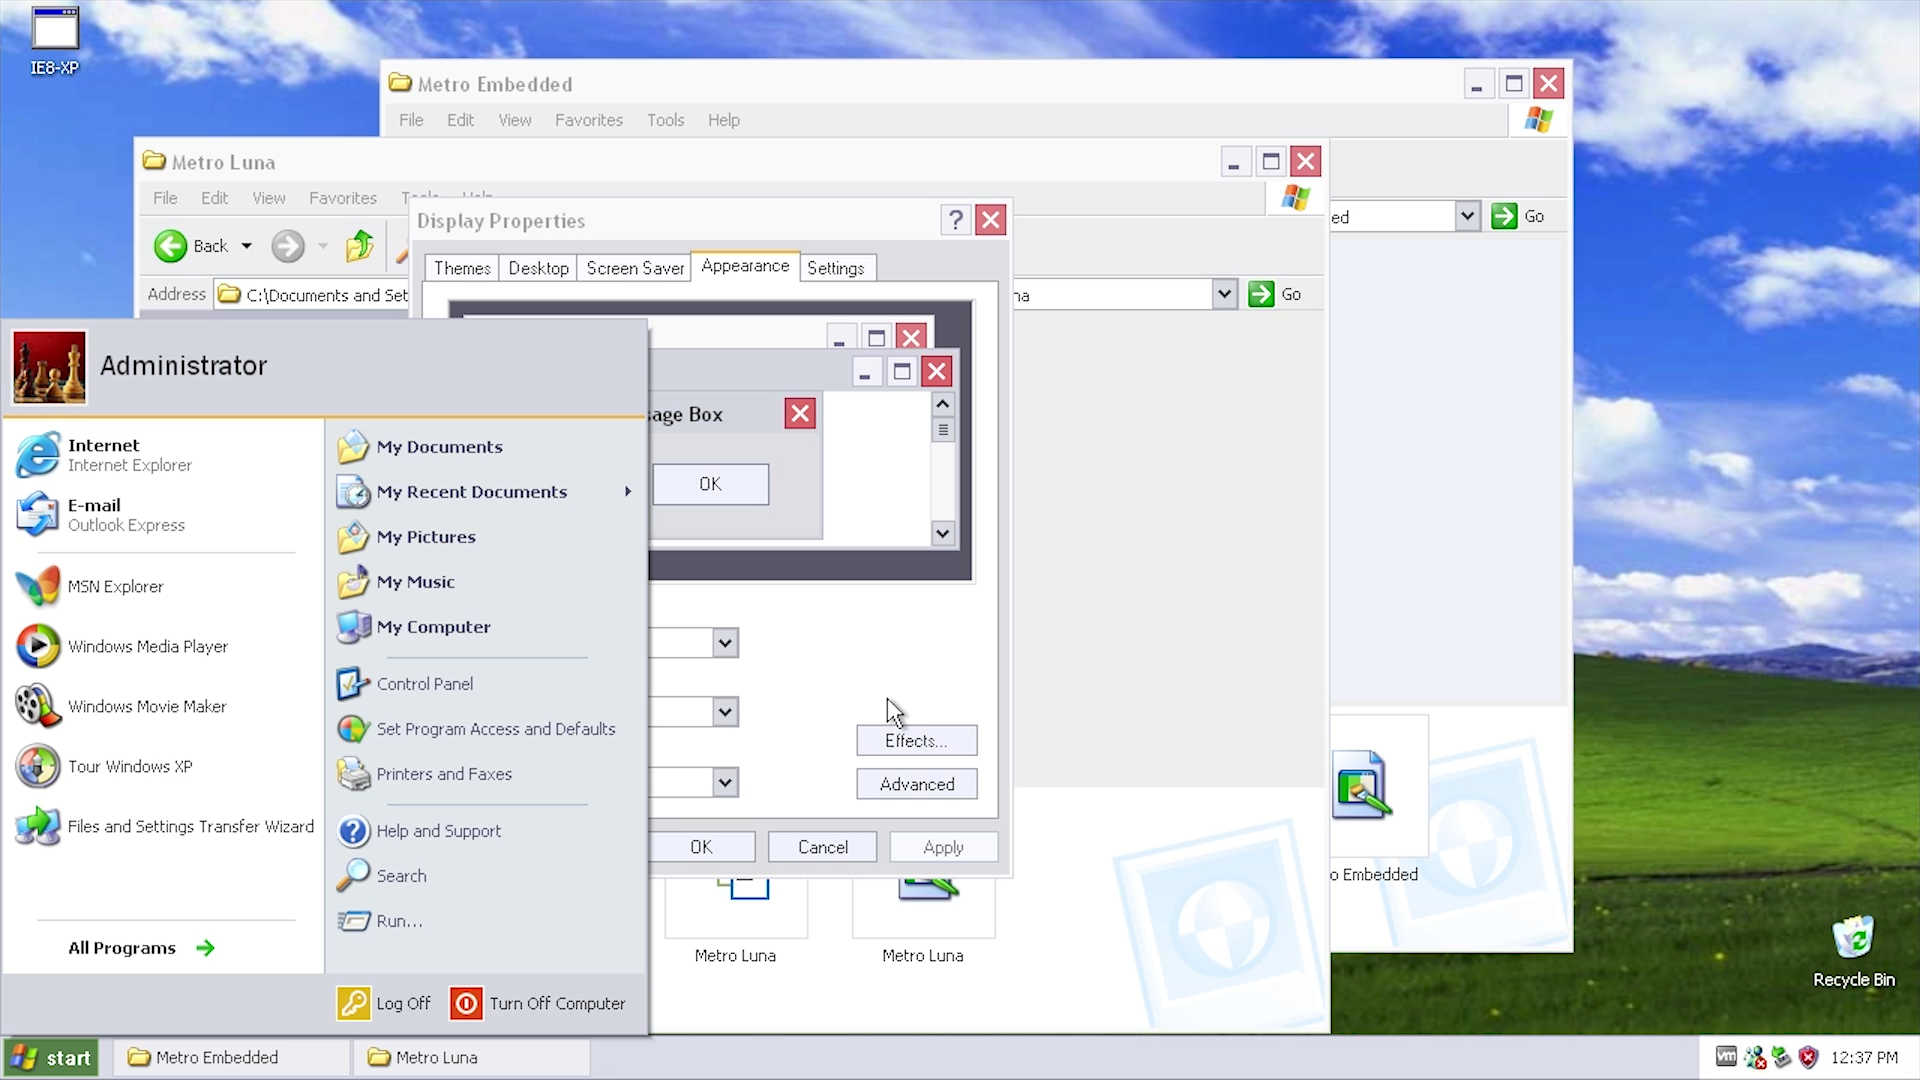 IE8-XP
Metro Embedded
File Edit View Favorites Tools Help
Metro Luna
File Edit View Favorites Tools Help
ed Go
Display Properties
Back
Themes Desktop Screen Saver Appearance Settings
Address C:\Documents and Set
na Go
Administrator
sage Box
OK
Internet
Internet Explorer
E-mail
Outlook Express
MSN Explorer
Windows Media Player
Windows Movie Maker
Tour Windows XP
Files and Settings Transfer Wizard
All Programs
My Documents
My Recent Documents
My Pictures
My Music
My Computer
Control Panel
Set Program Access and Defaults
Printers and Faxes
Help and Support
Search
Run...
Log Off Turn Off Computer
Effects...
Advanced
OK Cancel Apply
Metro Luna Metro Luna
o Embedded
Recycle Bin
start Metro Embedded Metro Luna vm 12:37 PM